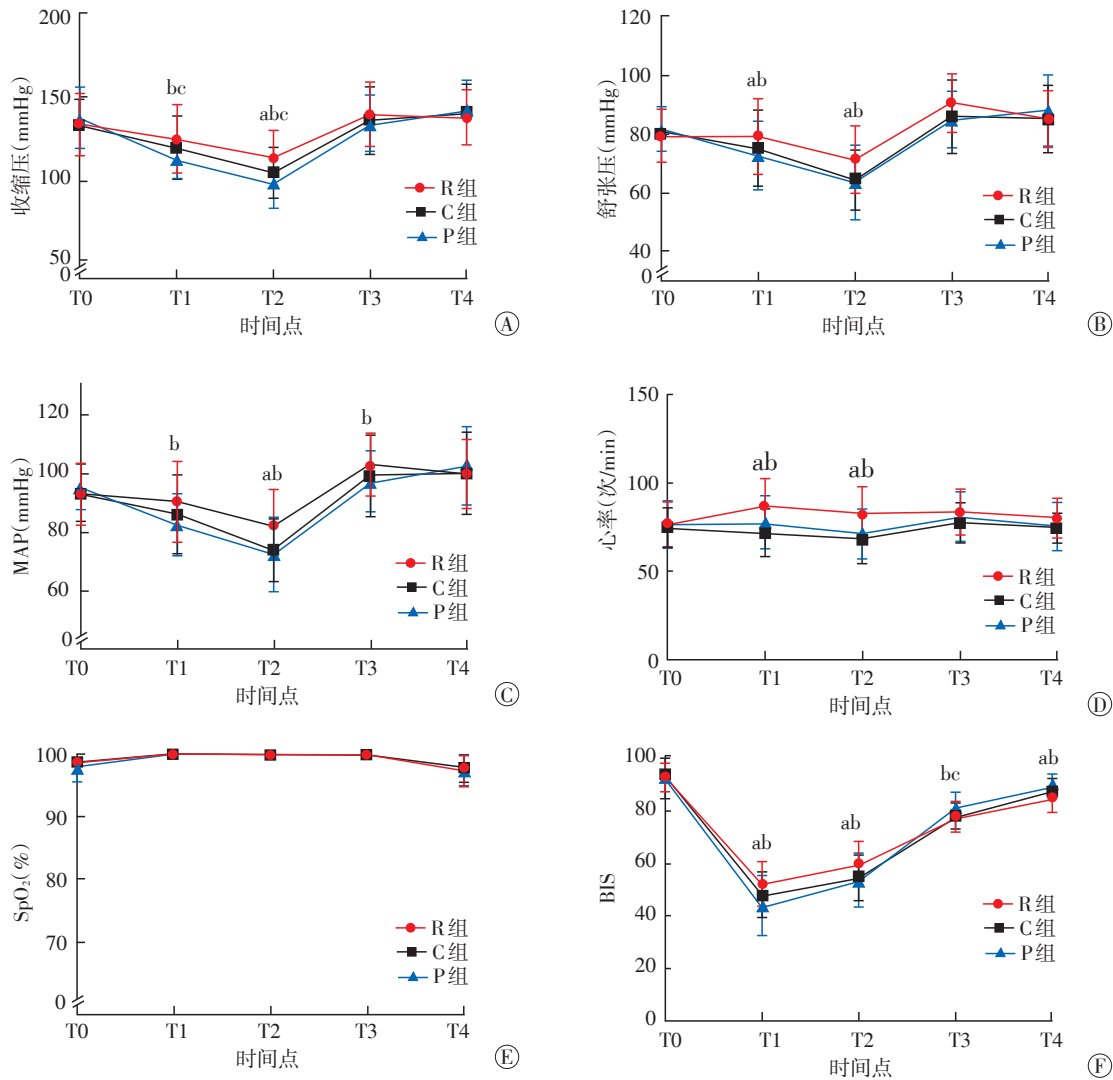 200
150
100
50
0
收缩压(mmHg)
bc
abc
R组
C组
P组
T0 T1 T2 T3 T4
时间点
Ⓐ
120
100
80
60
40
0
舒张压(mmHg)
ab
ab
R组
C组
P组
T0 T1 T2 T3 T4
时间点
Ⓑ
120
100
80
60
0
MAP(mmHg)
b
ab
b
R组
C组
P组
T0 T1 T2 T3 T4
时间点
Ⓒ
150
100
50
0
心率(次/min)
ab
ab
R组
C组
P组
T0 T1 T2 T3 T4
时间点
Ⓓ
100
90
80
70
0
SpO₂(%)
R组
C组
P组
T0 T1 T2 T3 T4
时间点
Ⓔ
100
80
60
40
20
0
BIS
ab
ab
bc
ab
R组
C组
P组
T0 T1 T2 T3 T4
时间点
Ⓕ